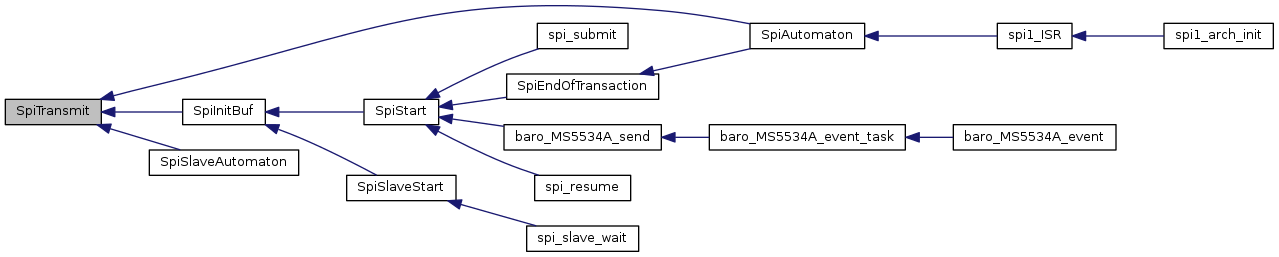 spi_submit
SpiAutomaton
spi1_ISR
spi1_arch_init
SpiEndOfTransaction
SpiTransmit
SpiInitBuf
SpiStart
baro_MS5534A_send
baro_MS5534A_event_task
baro_MS5534A_event
SpiSlaveAutomaton
SpiSlaveStart
spi_resume
spi_slave_wait